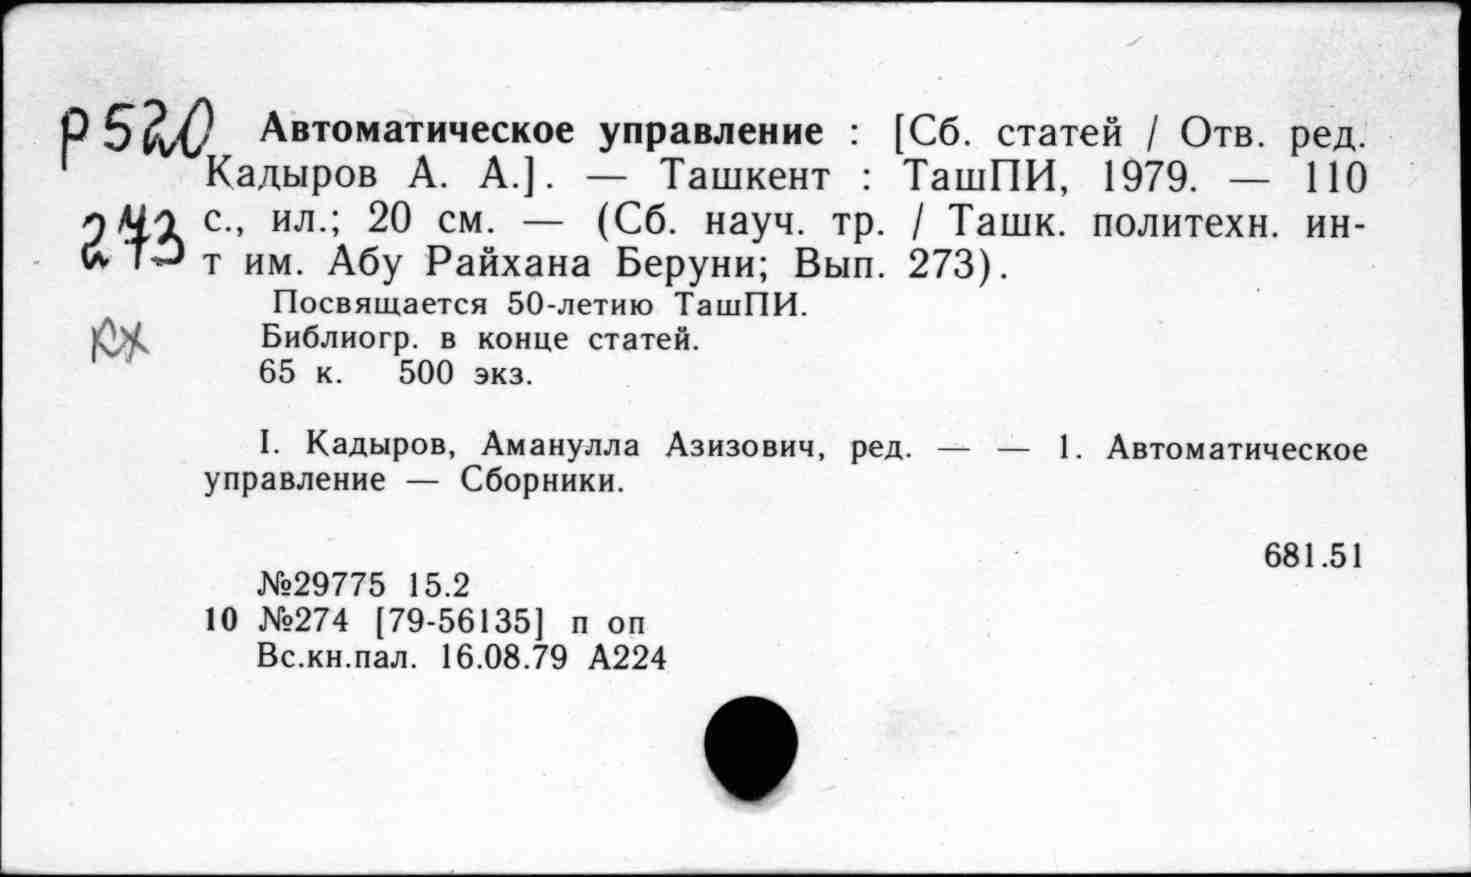 Р520 Автоматическое управление : [Сб. статей / Отв. ред.
Кадыров А. А.]. — Ташкент : ТашПИ, 1979. — 110
с., ил.; 20 см. — (Сб. науч. тр. / Ташк. политехн. ин-
т им. Абу Райхана Беруни; Вып. 273).
273
Посвящается 50-летию ТашПИ.
Библиогр. в конце статей.
65 к. 500 экз.
I. Кадыров, Аманулла Азизович, ред. — — 1. Автоматическое
управление — Сборники.
681.51
№29775 15.2
10 №274 [79-56135] п оп
Вс.кн.пал. 16.08.79 А224